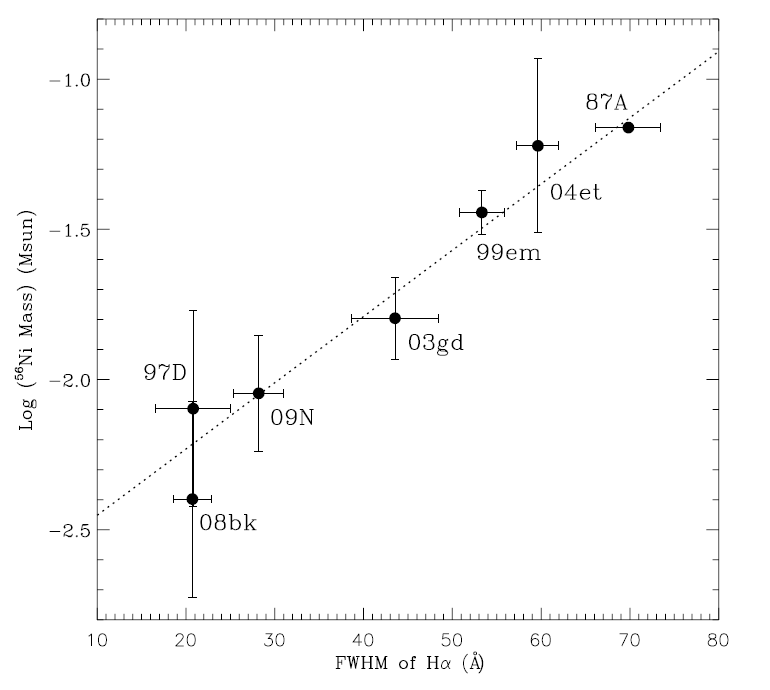 −1.0
−1.5
−2.0
−2.5
Log (⁵⁶Ni Mass) (Msun)
87A
04et
99em
03gd
97D
09N
08bk
10 20 30 40 50 60 70 80
FWHM of Hα (Å)